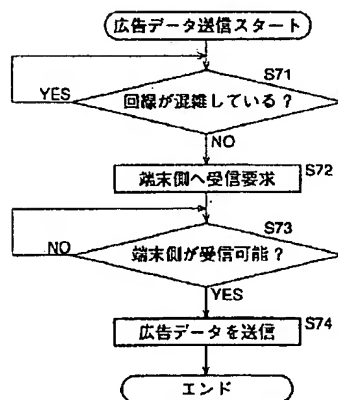 広告データ送信スタート
S71
YES
回線が混雑している？
NO
S72
端末側へ受信要求
S73
NO
端末側が受信可能？
YES
S74
広告データを送信
エンド